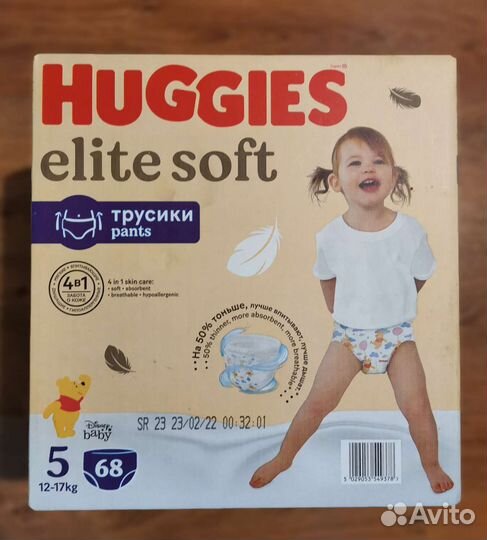 HUGGIES
elite soft
трусики
pants
4в1
ЗАБОТА
О КОЖЕ
4 in 1 skin care:
• soft • absorbent
• breathable • hypoallergenic
• На 50% тоньше, лучше впитывают, лучше дышат.
• 50% thinner, more absorbent, more breathable.
SR 23 23/02/22 00:32:01
Disney
baby
5
68
12-17kg
5 029053 549378
Avito